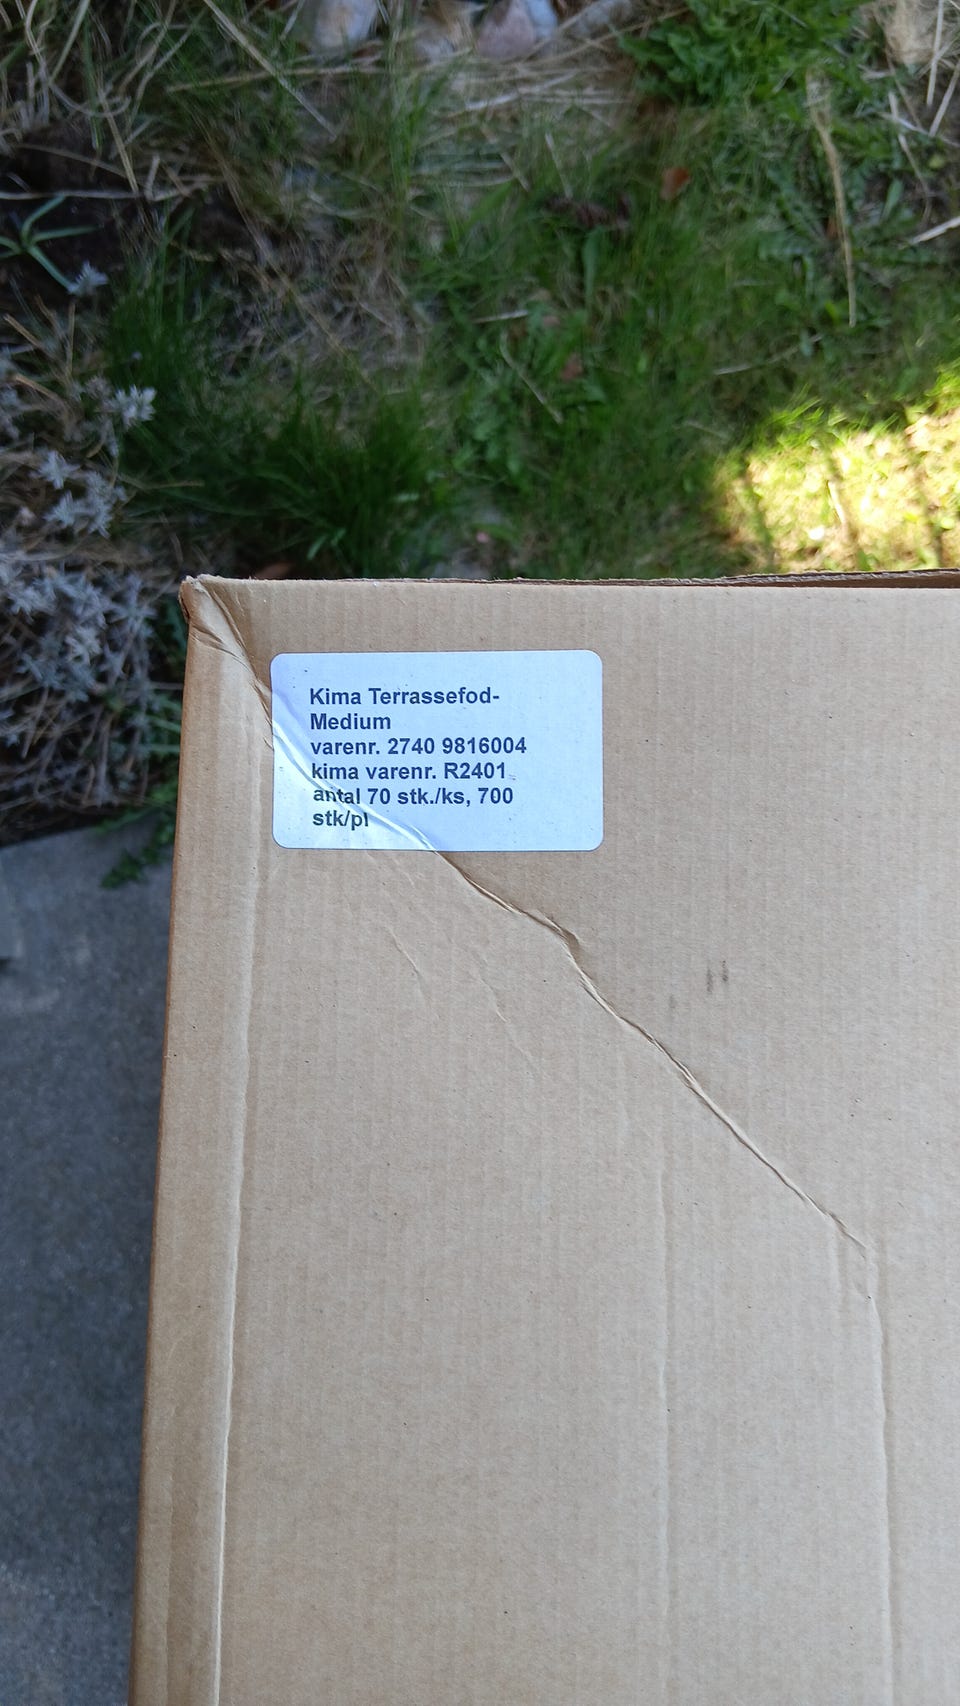 Kima Terrassefod-
Medium
varenr. 2740 9816004
kima varenr. R2401
antal 70 stk./ks, 700
stk/pl